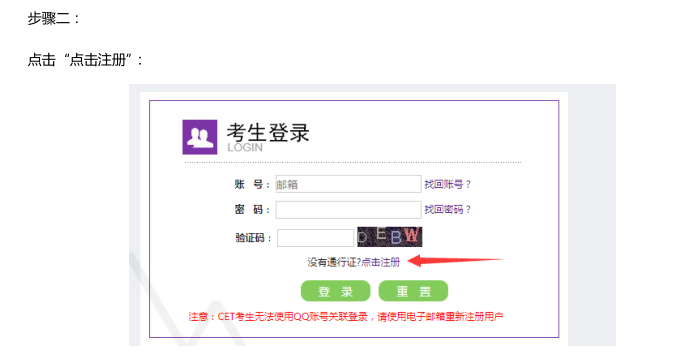 步骤二：
点击“点击注册”：
考生登录
LOGIN
账 号： 邮箱 找回账号？
密 码： 找回密码？
验证码： DEBW
没有通行证?点击注册
登 录 重 置
注意：CET考生无法使用QQ账号关联登录，请使用电子邮箱重新注册用户